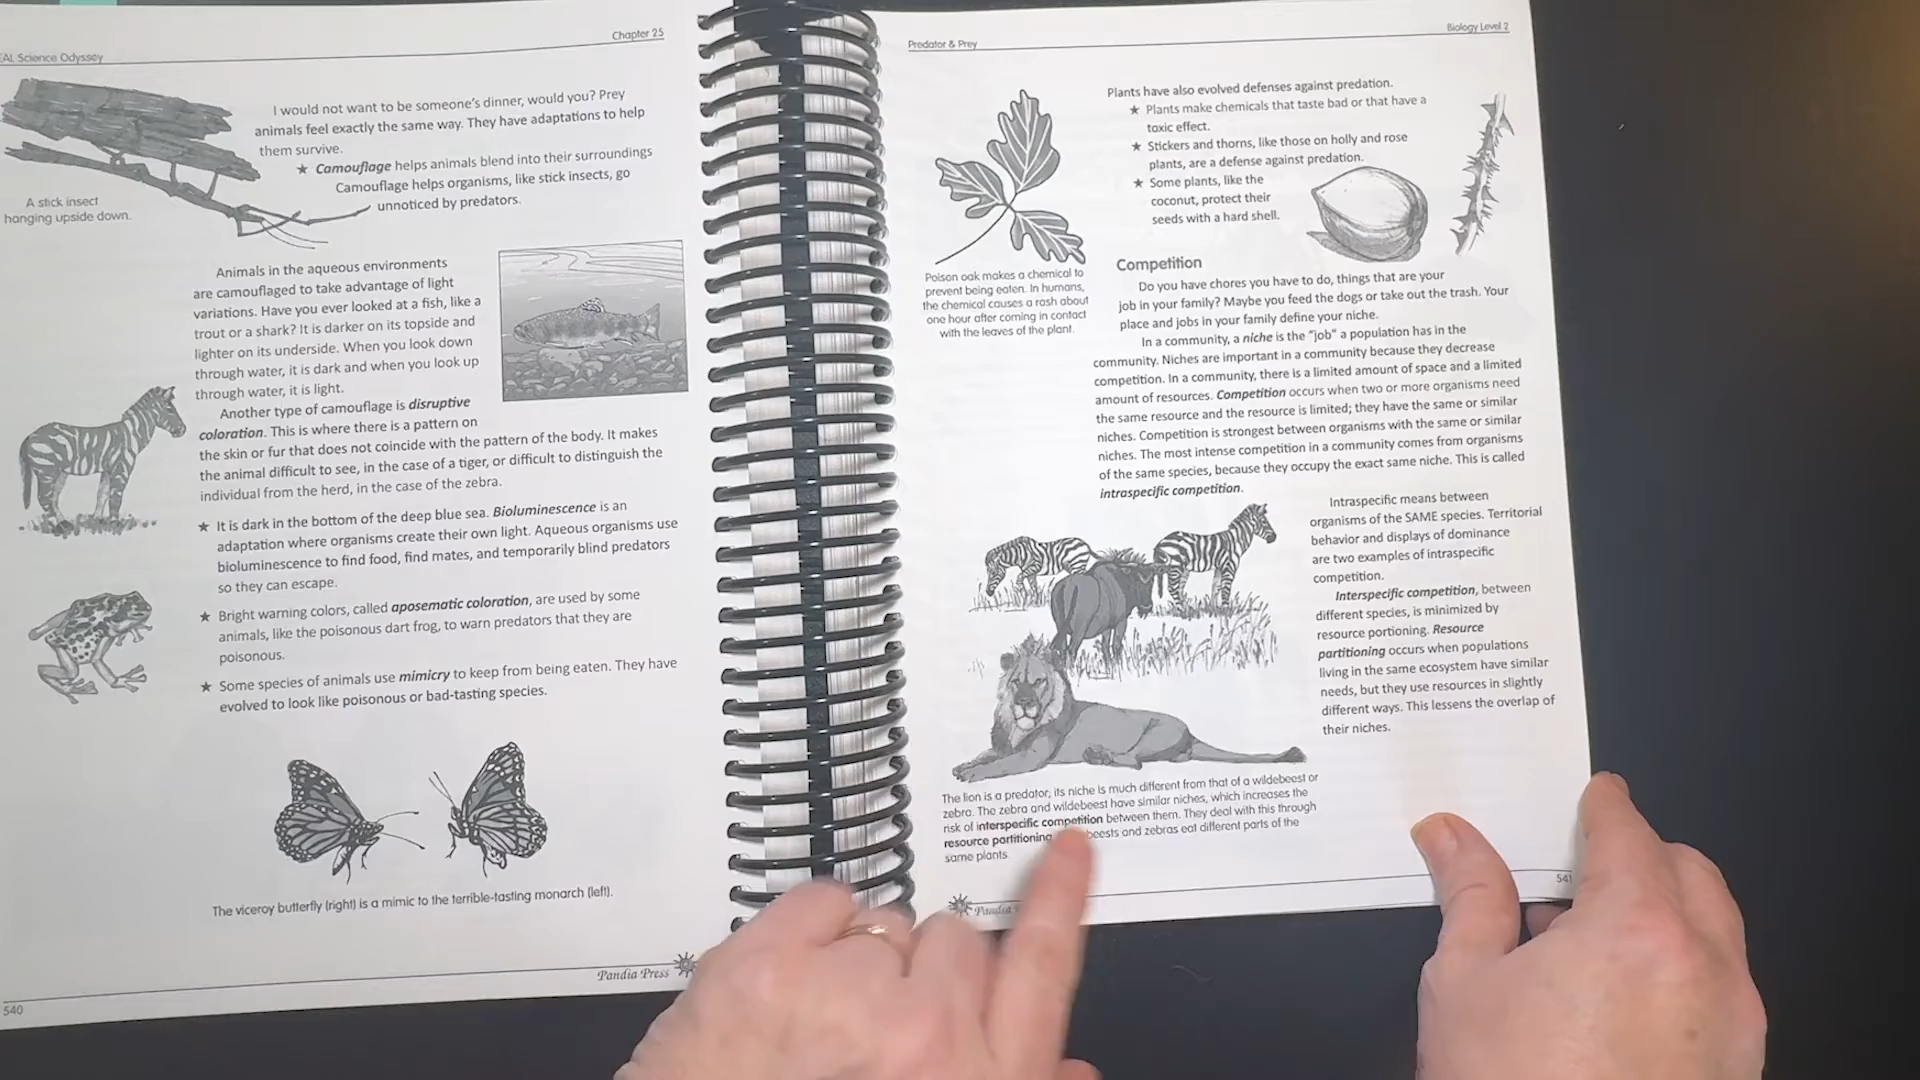 EAL Science Odyssey
Chapter 25
I would not want to be someone's dinner, would you? Prey
animals feel exactly the same way. They have adaptations to help
them survive.
★ Camouflage helps animals blend into their surroundings
Camouflage helps organisms, like stick insects, go
unnoticed by predators.
A stick insect
hanging upside down.
Animals in the aqueous environments
are camouflaged to take advantage of light
variations. Have you ever looked at a fish, like a
trout or a shark? It is darker on its topside and
lighter on its underside. When you look down
through water, it is dark and when you look up
through water, it is light.
Another type of camouflage is disruptive
coloration. This is where there is a pattern on
the skin or fur that does not coincide with the pattern of the body. It makes
the animal difficult to see, in the case of a tiger, or difficult to distinguish the
individual from the herd, in the case of the zebra.
★ It is dark in the bottom of the deep blue sea. Bioluminescence is an
adaptation where organisms create their own light. Aqueous organisms use
bioluminescence to find food, find mates, and temporarily blind predators
so they can escape.
★ Bright warning colors, called aposematic coloration, are used by some
animals, like the poisonous dart frog, to warn predators that they are
poisonous.
★ Some species of animals use mimicry to keep from being eaten. They have
evolved to look like poisonous or bad-tasting species.
The viceroy butterfly (right) is a mimic to the terrible-tasting monarch (left).
Pandia Press
540
Predator & Prey
Biology Level 2
Plants have also evolved defenses against predation.
★ Plants make chemicals that taste bad or that have a
toxic effect.
★ Stickers and thorns, like those on holly and rose
plants, are a defense against predation.
★ Some plants, like the
coconut, protect their
seeds with a hard shell.
Poison oak makes a chemical to
prevent being eaten. In humans,
the chemical causes a rash about
one hour after coming in contact
with the leaves of the plant.
Competition
Do you have chores you have to do, things that are your
job in your family? Maybe you feed the dogs or take out the trash. Your
place and jobs in your family define your niche.
In a community, a niche is the "job" a population has in the
community. Niches are important in a community because they decrease
competition. In a community, there is a limited amount of space and a limited
amount of resources. Competition occurs when two or more organisms need
the same resource and the resource is limited; they have the same or similar
niches. Competition is strongest between organisms with the same or similar
niches. The most intense competition in a community comes from organisms
of the same species, because they occupy the exact same niche. This is called
intraspecific competition.
Intraspecific means between
organisms of the SAME species. Territorial
behavior and displays of dominance
are two examples of intraspecific
competition.
Interspecific competition, between
different species, is minimized by
resource portioning. Resource
partitioning occurs when populations
living in the same ecosystem have similar
needs, but they use resources in slightly
different ways. This lessens the overlap of
their niches.
The lion is a predator; its niche is much different from that of a wildebeest or
zebra. The zebra and wildebeest have similar niches, which increases the
risk of interspecific competition between them. They deal with this through
resource partitioning beests and zebras eat different parts of the
same plants
Pandia
541